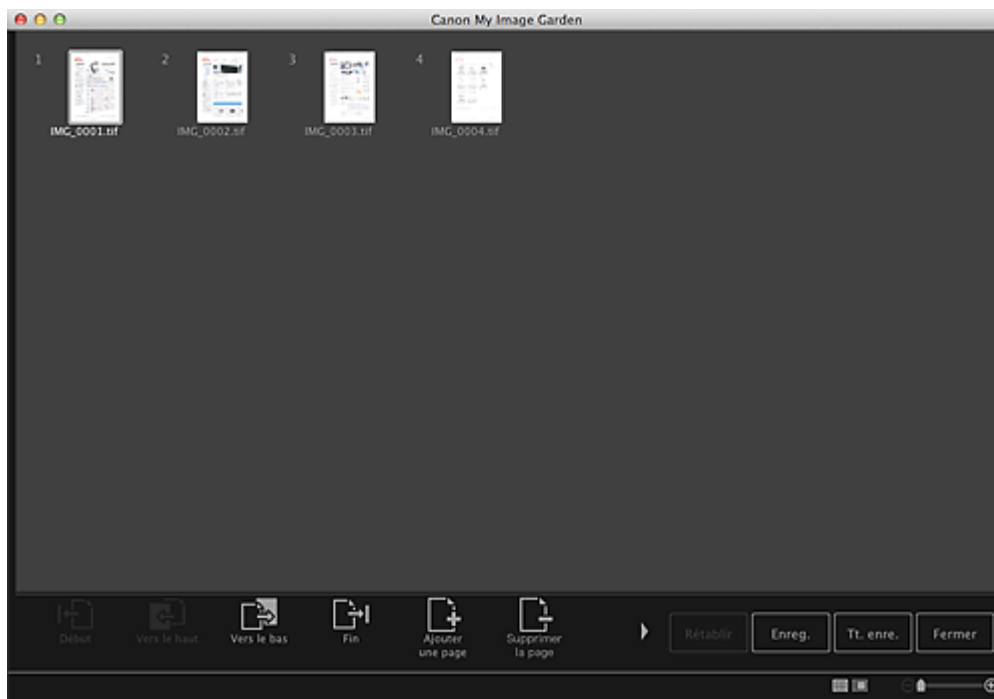 Canon My Image Garden
1 2 3 4
IMG_0001.tif IMG_0002.tif IMG_0003.tif IMG_0004.tif
Début Vers le haut Vers le bas Fin Ajouter une page Supprimer la page Rétablir Enreg. Tt. enre. Fermer